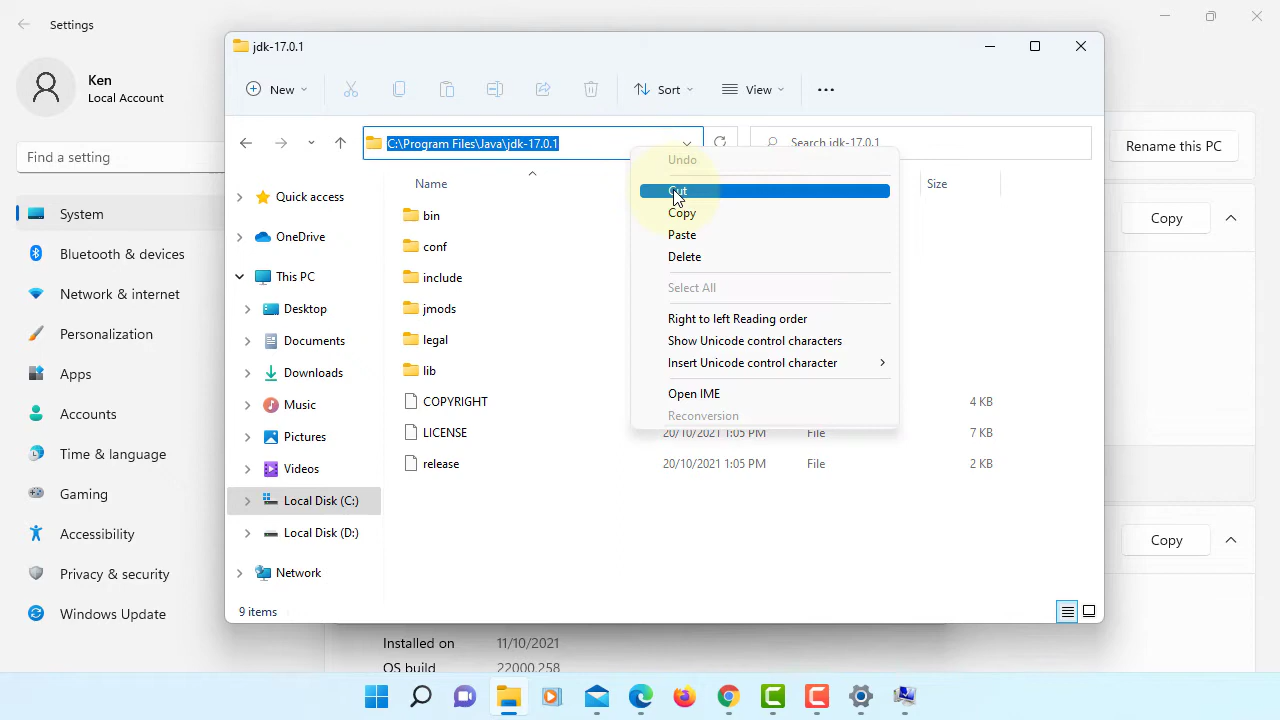 Settings
Ken
Local Account
Find a setting
System
Bluetooth & devices
Network & internet
Personalization
Apps
Accounts
Time & language
Gaming
Accessibility
Privacy & security
Windows Update
jdk-17.0.1
New
Sort
View
C:\Program Files\Java\jdk-17.0.1
Search jdk-17.0.1
Quick access
OneDrive
This PC
Desktop
Documents
Downloads
Music
Pictures
Videos
Local Disk (C:)
Local Disk (D:)
Network
Name
Size
bin
conf
include
jmods
legal
lib
COPYRIGHT
4 KB
LICENSE
20/10/2021 1:05 PM
File
7 KB
release
20/10/2021 1:05 PM
File
2 KB
9 items
Undo
Cut
Copy
Paste
Delete
Select All
Right to left Reading order
Show Unicode control characters
Insert Unicode control character
Open IME
Reconversion
Rename this PC
Copy
Copy
Installed on
11/10/2021
OS build
22000.258